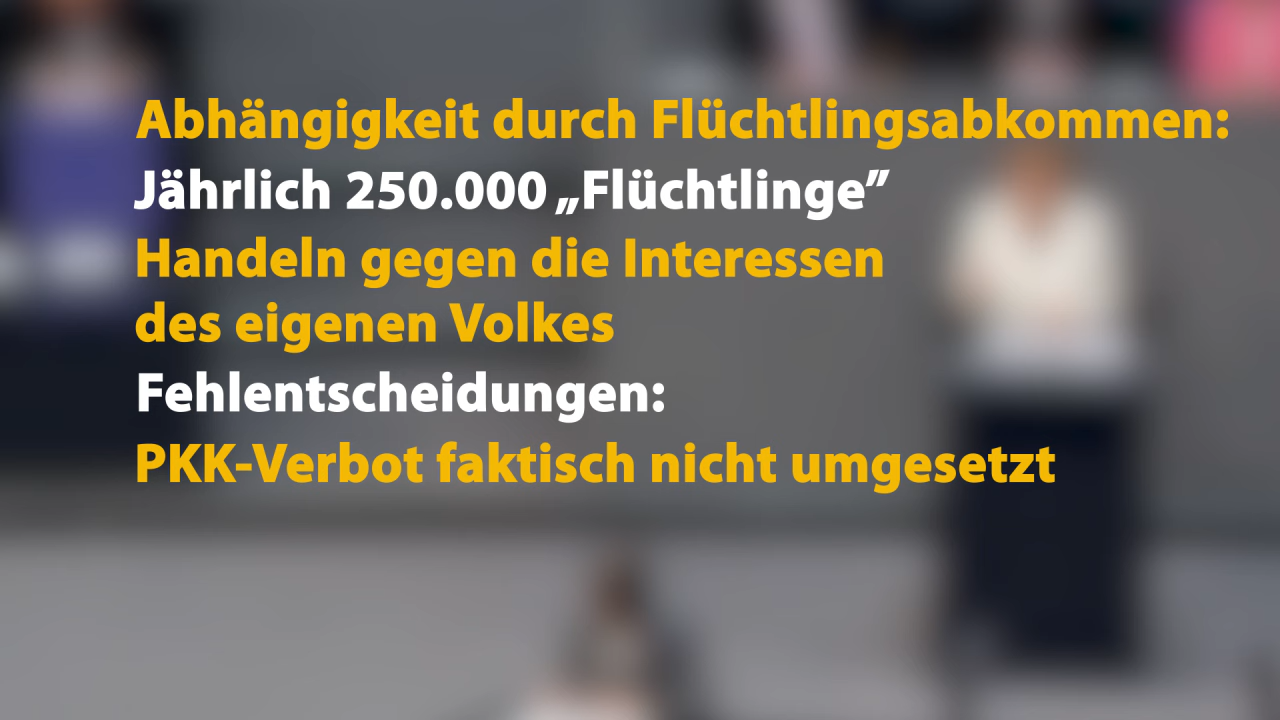 Abhängigkeit durch Flüchtlingsabkommen:
Jährlich 250.000 „Flüchtlinge”
Handeln gegen die Interessen
des eigenen Volkes
Fehlentscheidungen:
PKK-Verbot faktisch nicht umgesetzt